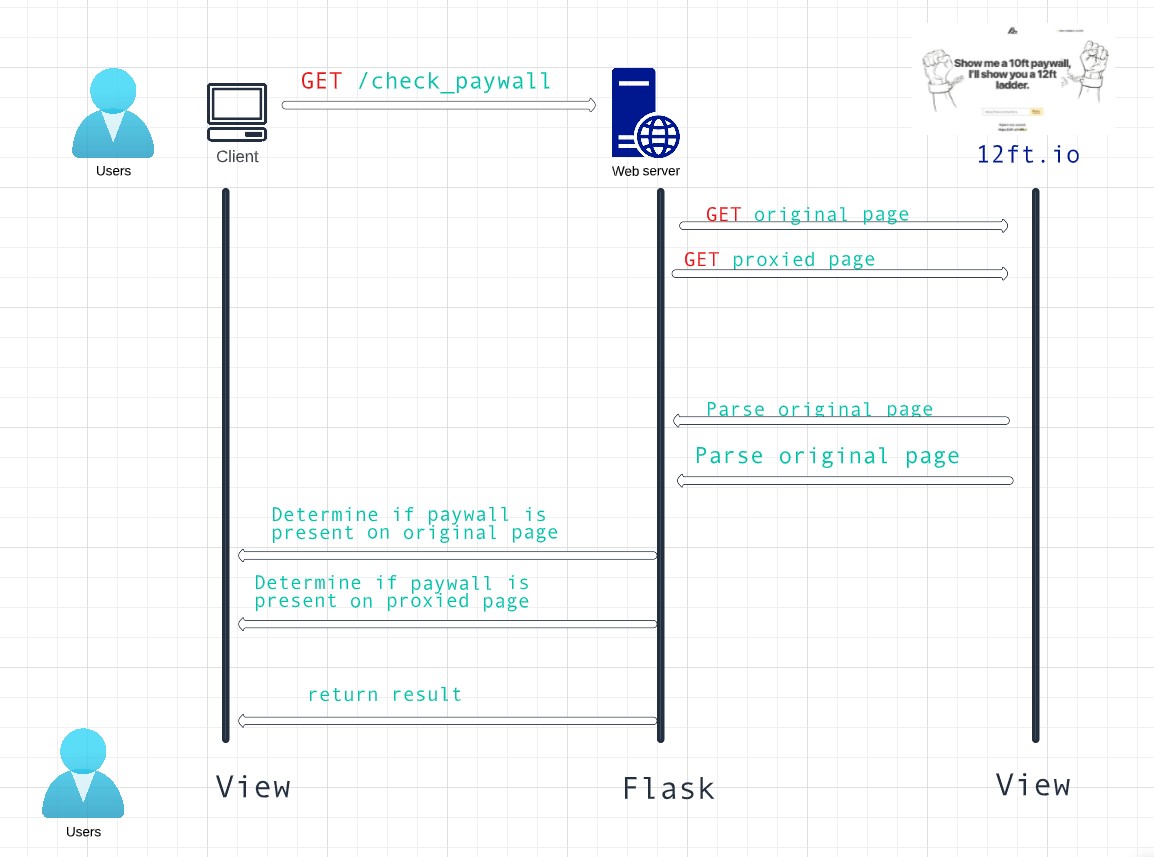 GET /check_paywall
Show me a 10ft paywall,
I'll show you a 12ft
ladder.
Users
Client
Web server
12ft.io
GET original page
GET proxied page
Parse original page
Parse original page
Determine if paywall is
present on original page
Determine if paywall is
present on proxied page
return result
View
Flask
View
Users